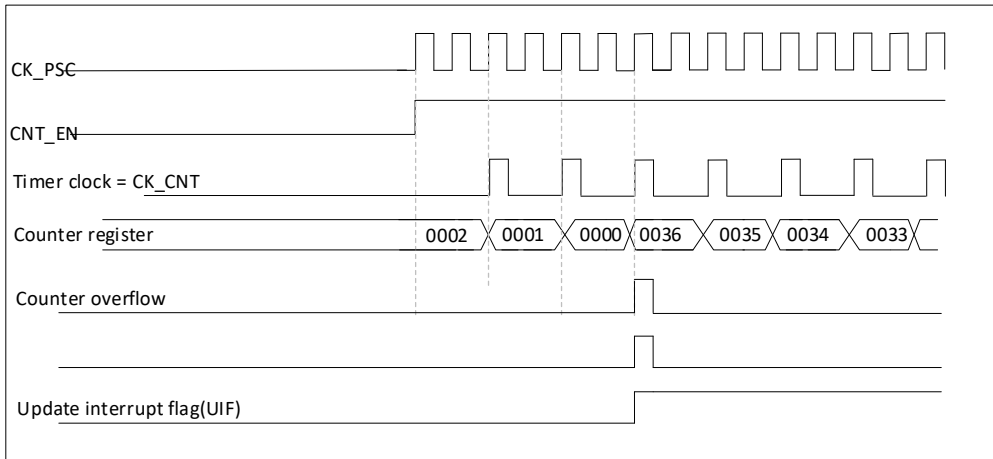 CK_PSC
CNT_EN
Timer clock = CK_CNT
Counter register 0002 0001 0000 0036 0035 0034 0033
Counter overflow
Update interrupt flag(UIF)